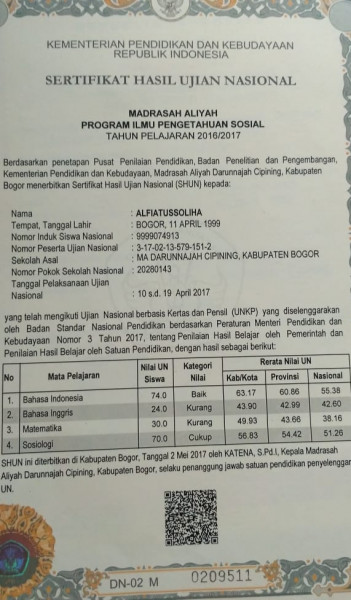 KEMENTERIAN PENDIDIKAN DAN KEBUDAYAAN
REPUBLIK INDONESIA
SERTIFIKAT HASIL UJIAN NASIONAL
MADRASAH ALIYAH
PROGRAM ILMU PENGETAHUAN SOSIAL
TAHUN PELAJARAN 2016/2017
Berdasarkan penetapan Pusat Penilaian Pendidikan, Badan Penelitian dan Pengembangan,
Kementerian Pendidikan dan Kebudayaan, Madrasah Aliyah Darunnajah Cipining, Kabupaten
Bogor menerbitkan Sertifikat Hasil Ujian Nasional (SHUN) kepada:
Nama : ALFIATUSSOLIHA
Tempat, Tanggal Lahir : BOGOR, 11 APRIL 1999
Nomor Induk Siswa Nasional : 9999074913
Nomor Peserta Ujian Nasional : 3-17-02-13-579-151-2
Sekolah Asal : MA DARUNNAJAH CIPINING, KABUPATEN BOGOR
Nomor Pokok Sekolah Nasional : 20280143
Tanggal Pelaksanaan Ujian
Nasional : 10 s.d. 19 April 2017
yang telah mengikuti Ujian Nasional berbasis Kertas dan Pensil (UNKP) yang diselenggarakan
oleh Badan Standar Nasional Pendidikan berdasarkan Peraturan Menteri Pendidikan dan
Kebudayaan Nomor 3 Tahun 2017, tentang Penilaian Hasil Belajar oleh Pemerintah dan
Penilaian Hasil Belajar oleh Satuan Pendidikan, dengan hasil sebagai berikut:
No Mata Pelajaran Nilai UN Siswa Kategori Nilai Rerata Nilai UN
Kab/Kota Provinsi Nasional
1. Bahasa Indonesia 74.0 Baik 63.17 60.86 55.38
2. Bahasa Inggris 24.0 Kurang 43.90 42.99 42.60
3. Matematika 30.0 Kurang 49.93 43.66 38.16
4. Sosiologi 70.0 Cukup 56.83 54.42 51.26
SHUN ini diterbitkan di Kabupaten Bogor, Tanggal 2 Mei 2017 oleh KATENA, S.Pd.I, Kepala Madrasah
Aliyah Darunnajah Cipining, Kabupaten Bogor, selaku penanggung jawab satuan pendidikan penyelenggar
UN.
DN-02 M 0209511